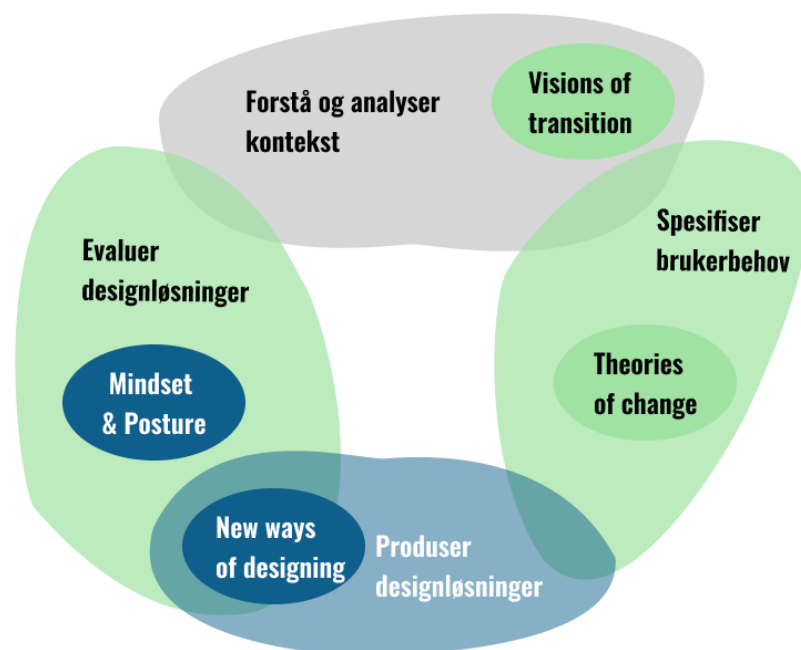 Forstå og analyser
kontekst
Visions of
transition
Spesifiser
brukerbehov
Theories
of change
Produser
designløsninger
New ways
of designing
Evaluer
designløsninger
Mindset
& Posture